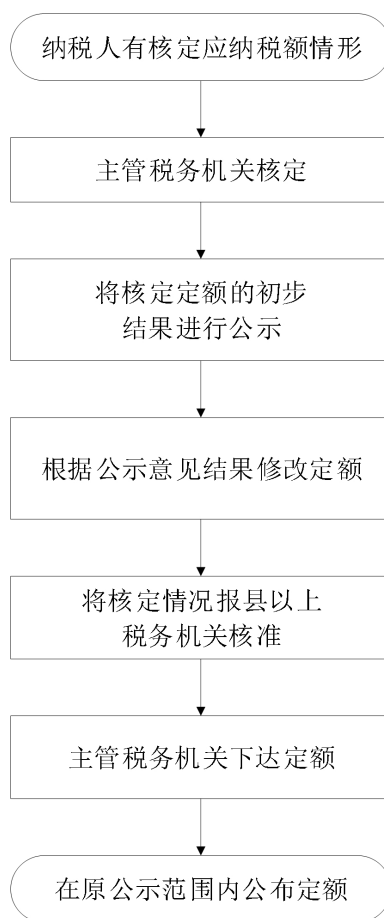 纳税人有核定应纳税额情形
主管税务机关核定
将核定定额的初步
结果进行公示
根据公示意见结果修改定额
将核定情况报县以上
税务机关核准
主管税务机关下达定额
在原公示范围内公布定额